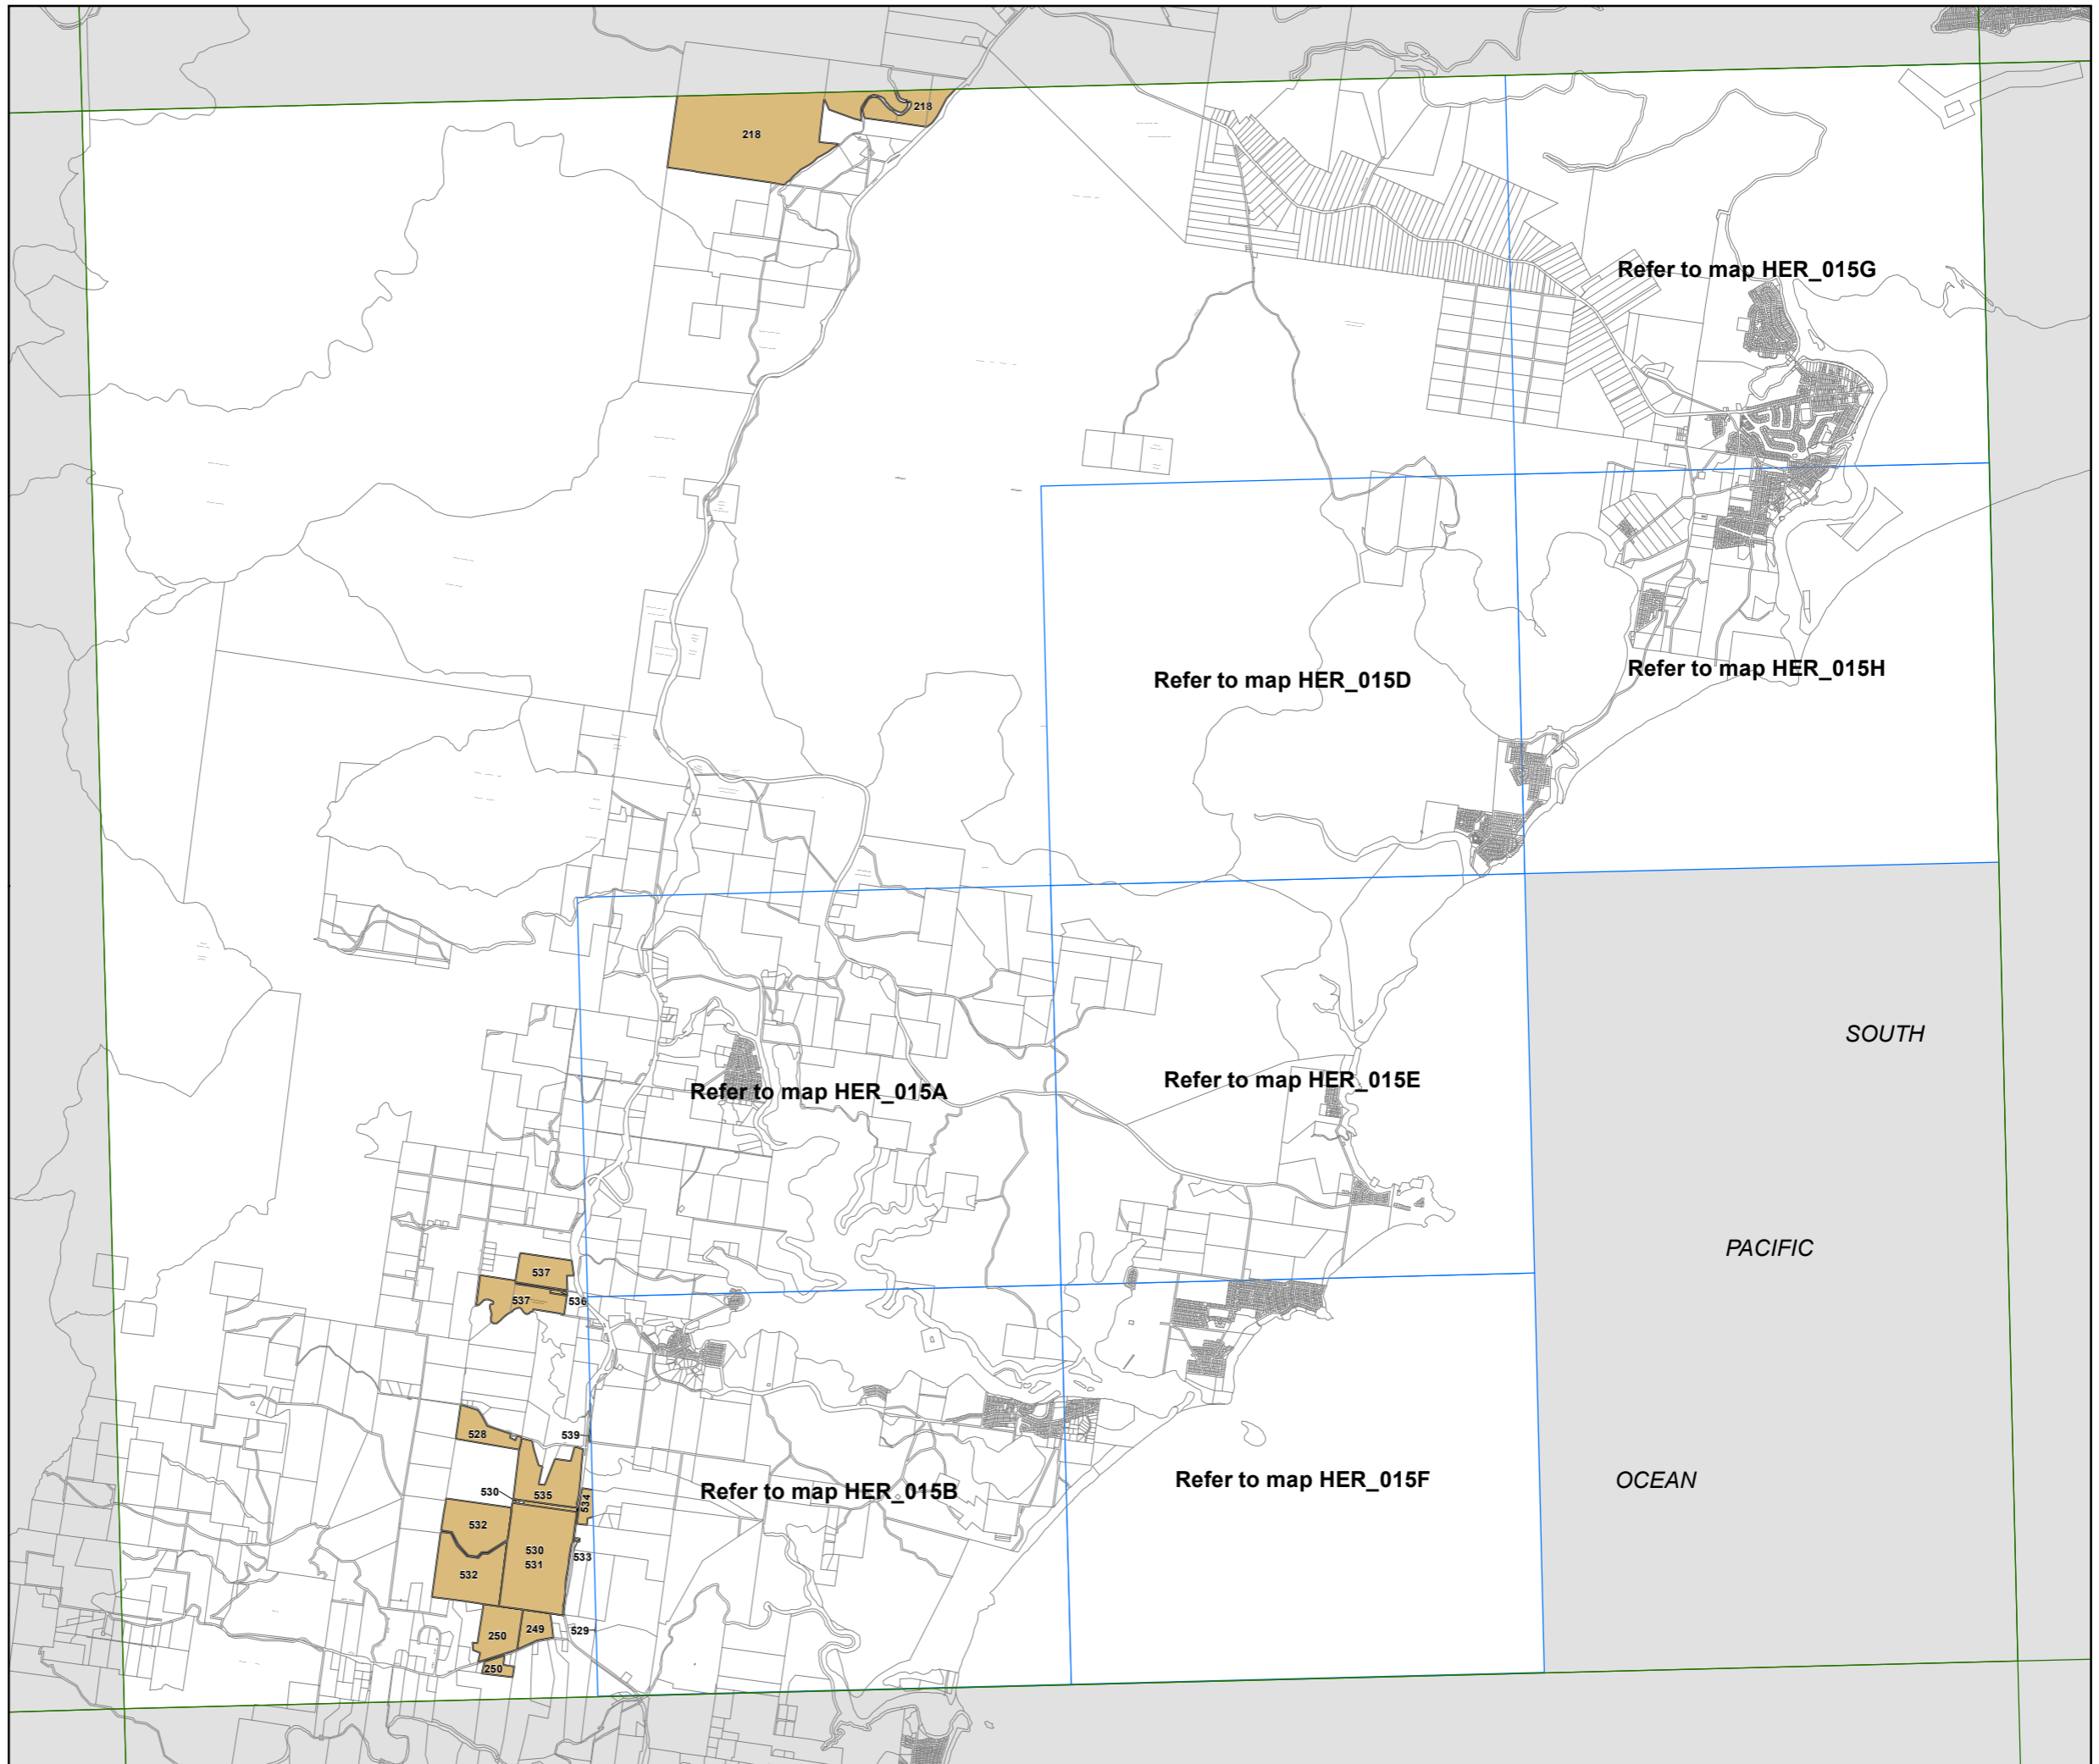 218
218
Refer to map HER_015G
Refer to map HER_015H
Refer to map HER_015D
SOUTH
Refer to map HER_015E
Refer to map HER_015A
PACIFIC
537
537
536
528
539
Refer to map HER_015F
OCEAN
530
535
534
Refer to map HER_015B
532
530
531
533
532
250
249
529
250